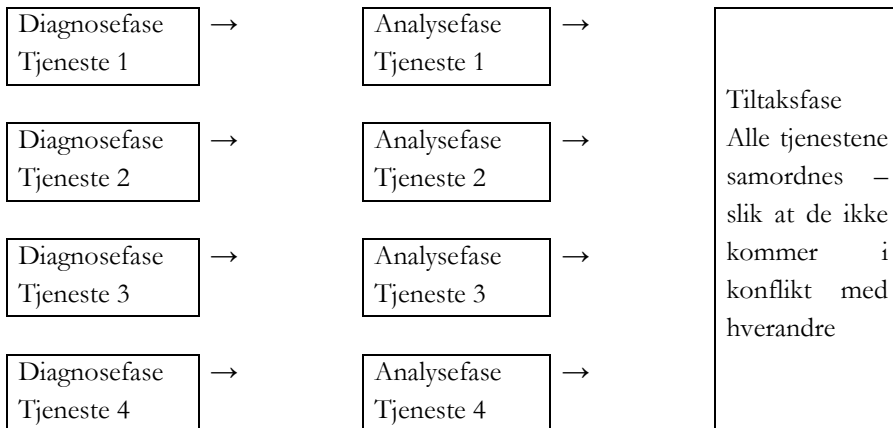 Diagnosefase → Analysefase →
Tjeneste 1 Tjeneste 1
Diagnosefase → Analysefase →
Tjeneste 2 Tjeneste 2
Diagnosefase → Analysefase →
Tjeneste 3 Tjeneste 3
Diagnosefase → Analysefase →
Tjeneste 4 Tjeneste 4
Tiltaksfase
Alle tjenestene
samordnes –
slik at de ikke
kommer i
konflikt med
hverandre